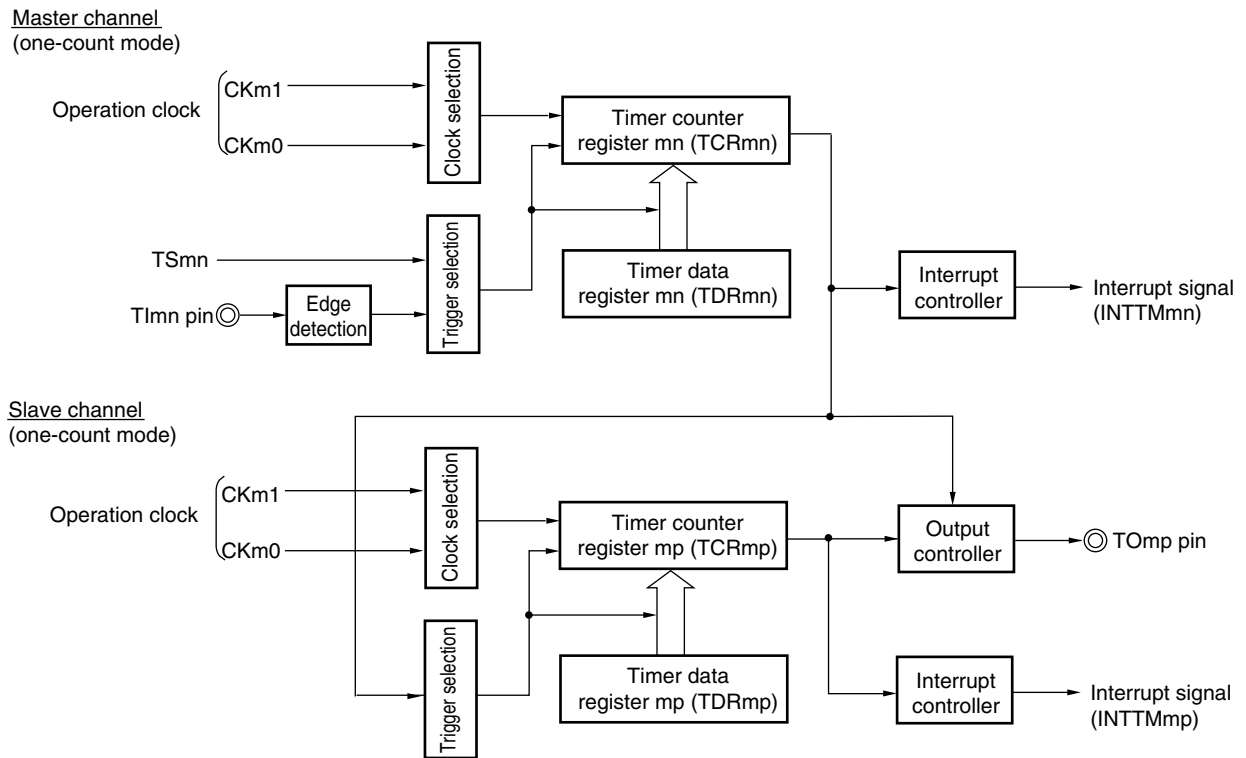 Master channel
(one-count mode)
Operation clock
CKm1
CKm0
Clock selection
Timer counter
register mn (TCRmn)
TSmn
TImn pin
Edge
detection
Trigger selection
Timer data
register mn (TDRmn)
Interrupt
controller
Interrupt signal
(INTTMmn)
Slave channel
(one-count mode)
Operation clock
CKm1
CKm0
Clock selection
Timer counter
register mp (TCRmp)
Output
controller
TOmp pin
Trigger selection
Timer data
register mp (TDRmp)
Interrupt
controller
Interrupt signal
(INTTMmp)